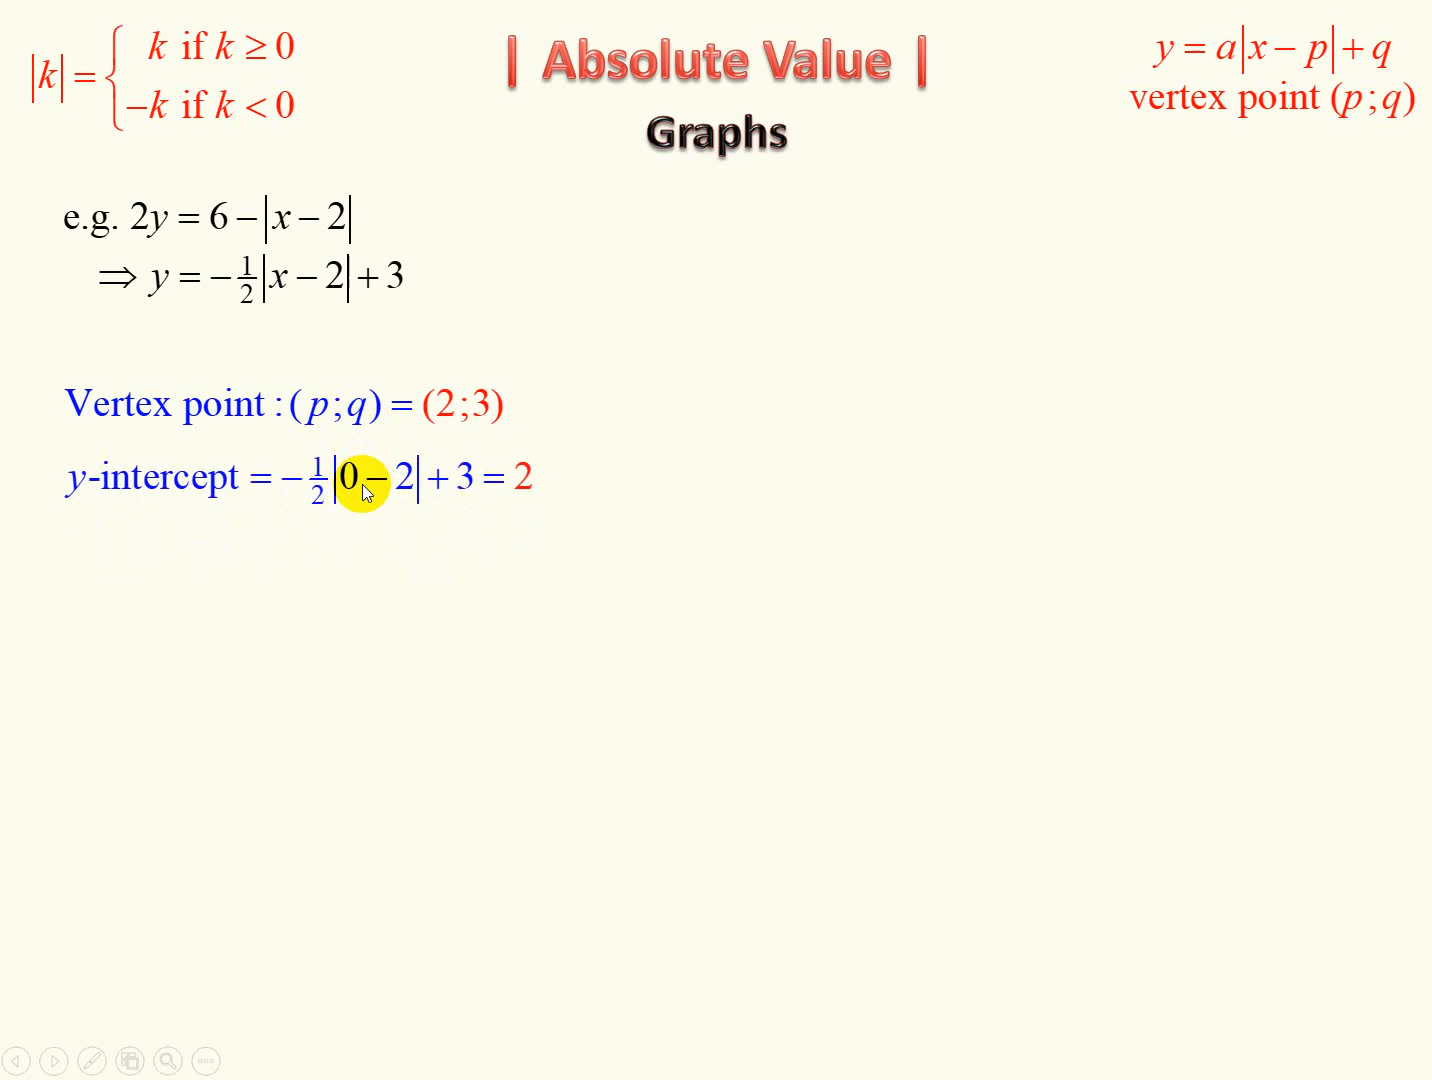 |k| = { k if k ≥ 0
−k if k < 0
| Absolute Value |
Graphs
y = a|x − p| + q
vertex point (p ; q)
e.g. 2y = 6 − |x − 2|
⇒ y = −½|x − 2| + 3
Vertex point : (p ; q) = (2 ; 3)
y-intercept = −½|0 − 2| + 3 = 2